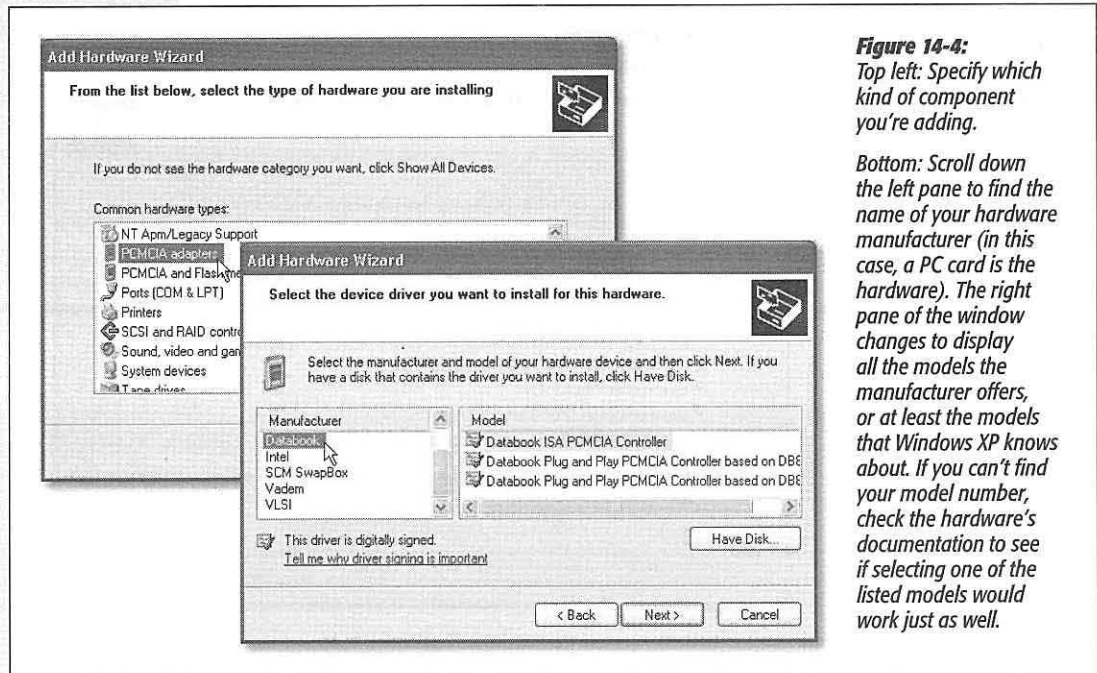 Add Hardware Wizard
From the list below, select the type of hardware you are installing
If you do not see the hardware category you want, click Show All Devices.
Common hardware types:
NT Apm/Legacy Support
PCMCIA adapters
PCMCIA and Flash me
Ports (COM & LPT)
Printers
SCSI and RAID contro
Sound, video and gam
System devices
Tape drives
Add Hardware Wizard
Select the device driver you want to install for this hardware.
Select the manufacturer and model of your hardware device and then click Next. If you
have a disk that contains the driver you want to install, click Have Disk.
Manufacturer
Databook
Intel
SCM SwapBox
Vadem
VLSI
Model
Databook ISA PCMCIA Controller
Databook Plug and Play PCMCIA Controller based on DB8
Databook Plug and Play PCMCIA Controller based on DB8
This driver is digitally signed.
Tell me why driver signing is important
Have Disk...
< Back
Next >
Cancel
Figure 14-4:
Top left: Specify which
kind of component
you're adding.
Bottom: Scroll down
the left pane to find the
name of your hardware
manufacturer (in this
case, a PC card is the
hardware). The right
pane of the window
changes to display
all the models the
manufacturer offers,
or at least the models
that Windows XP knows
about. If you can't find
your model number,
check the hardware's
documentation to see
if selecting one of the
listed models would
work just as well.